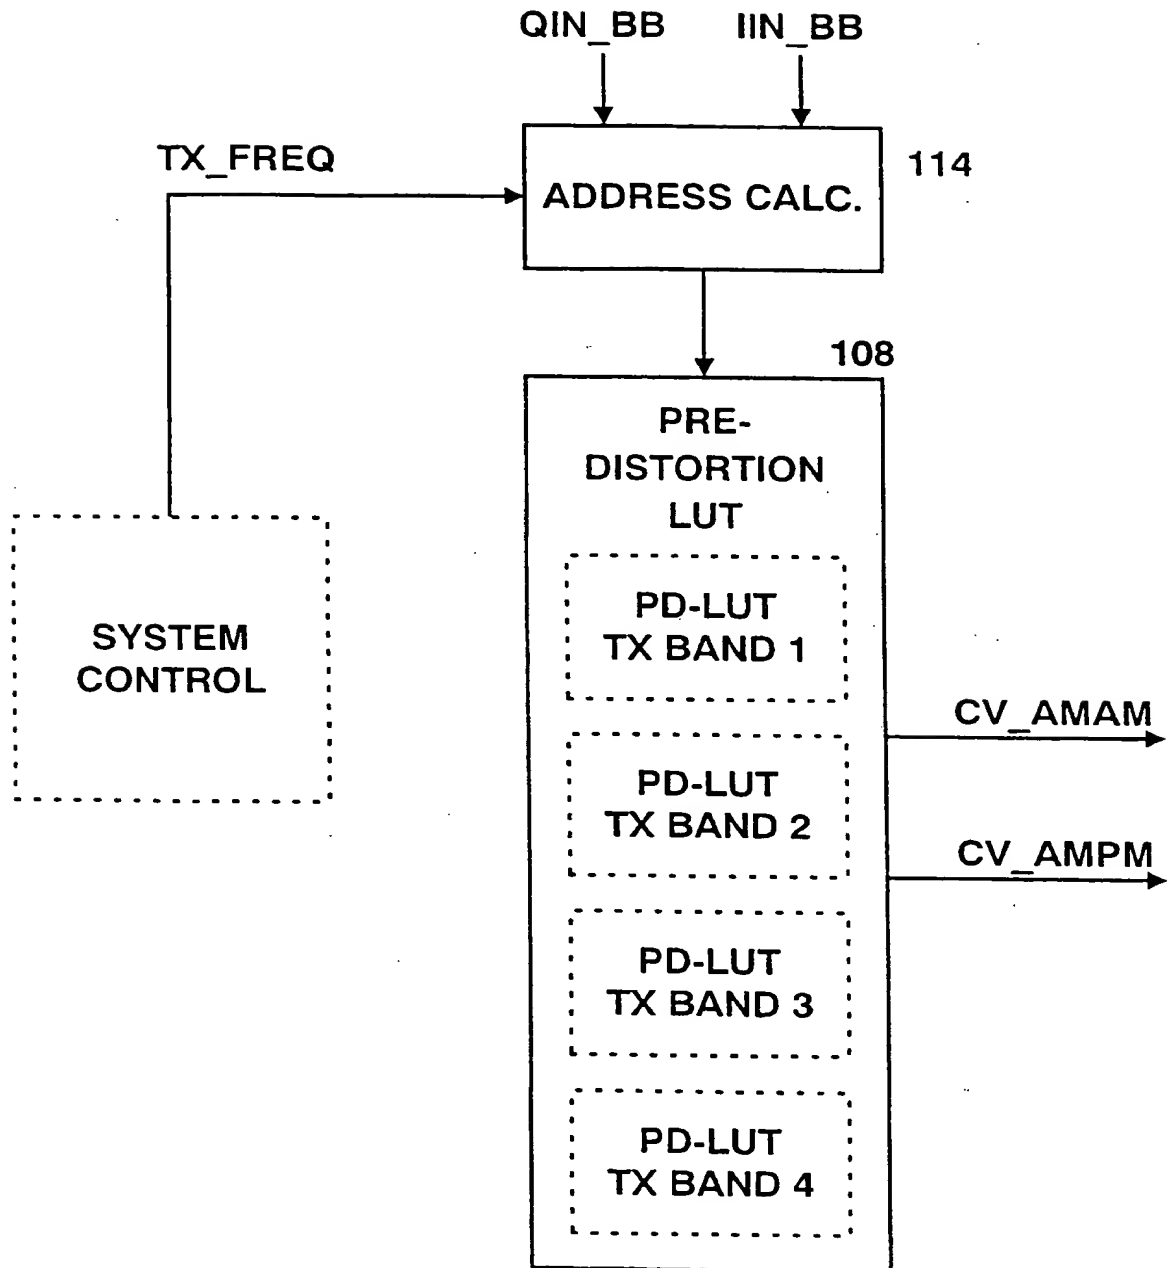 QIN_BB IIN_BB
TX_FREQ
114
ADDRESS CALC.
108
PRE-
DISTORTION
LUT
PD-LUT
TX BAND 1
SYSTEM
CONTROL
CV_AMAM
PD-LUT
TX BAND 2
CV_AMPM
PD-LUT
TX BAND 3
PD-LUT
TX BAND 4